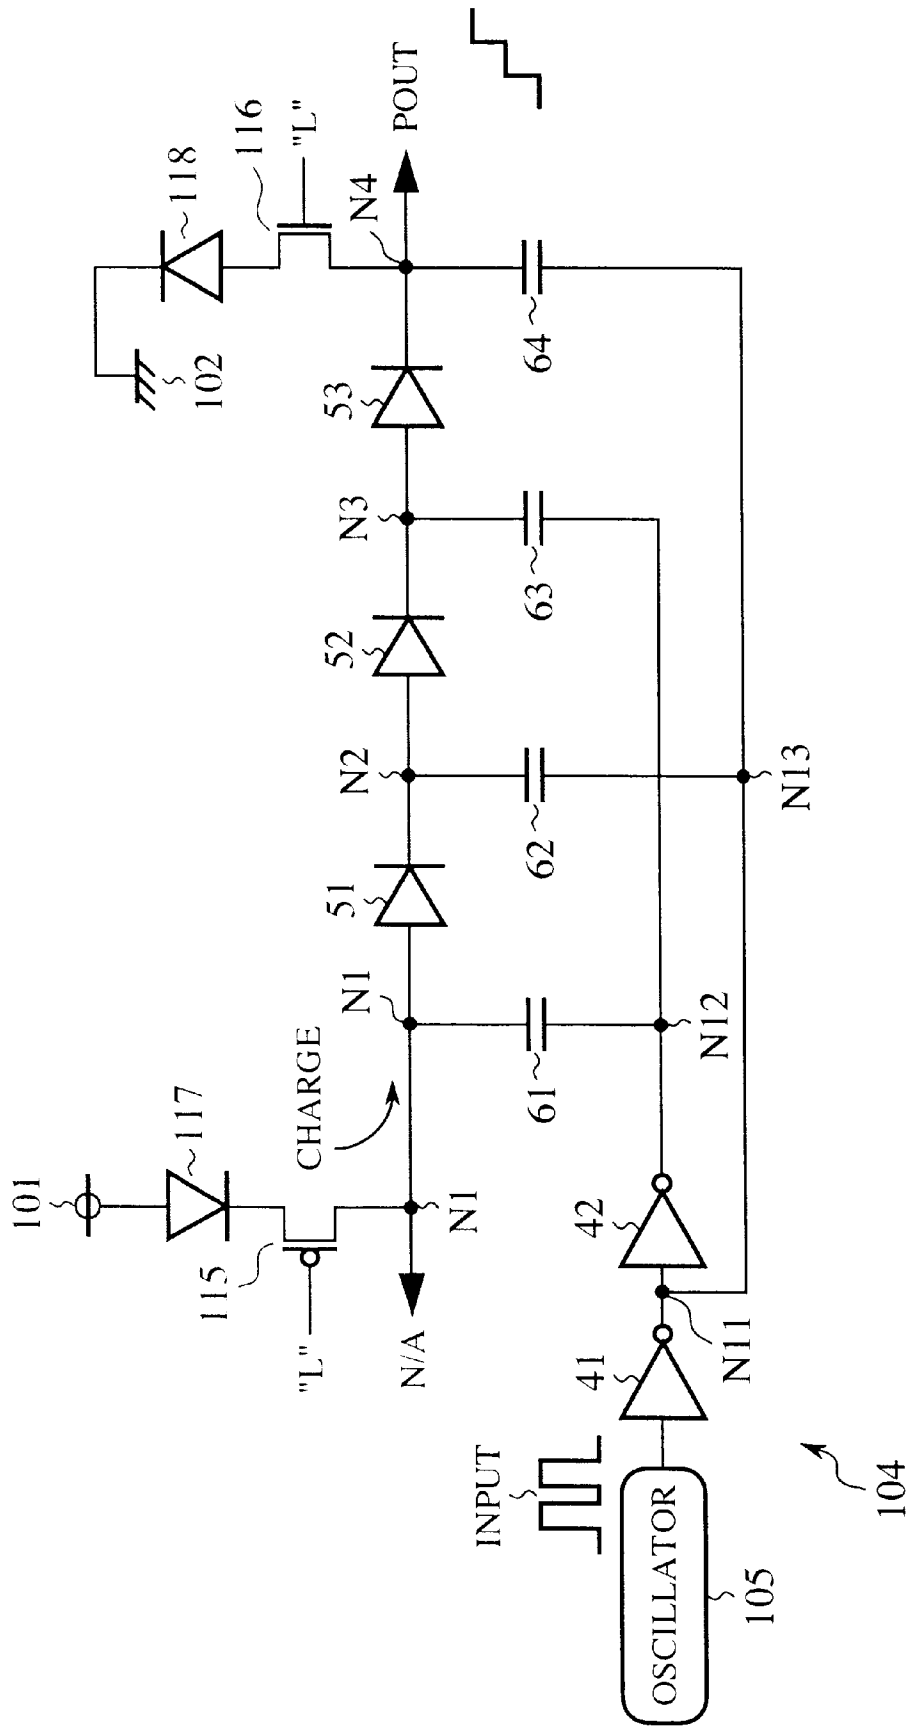 101
117
115
"L"
CHARGE
N/A
N1
N1
51
N2
52
N3
53
N4
POUT
102
118
116
"L"
61
62
63
64
INPUT
OSCILLATOR
105
41
N11
42
N12
N13
104